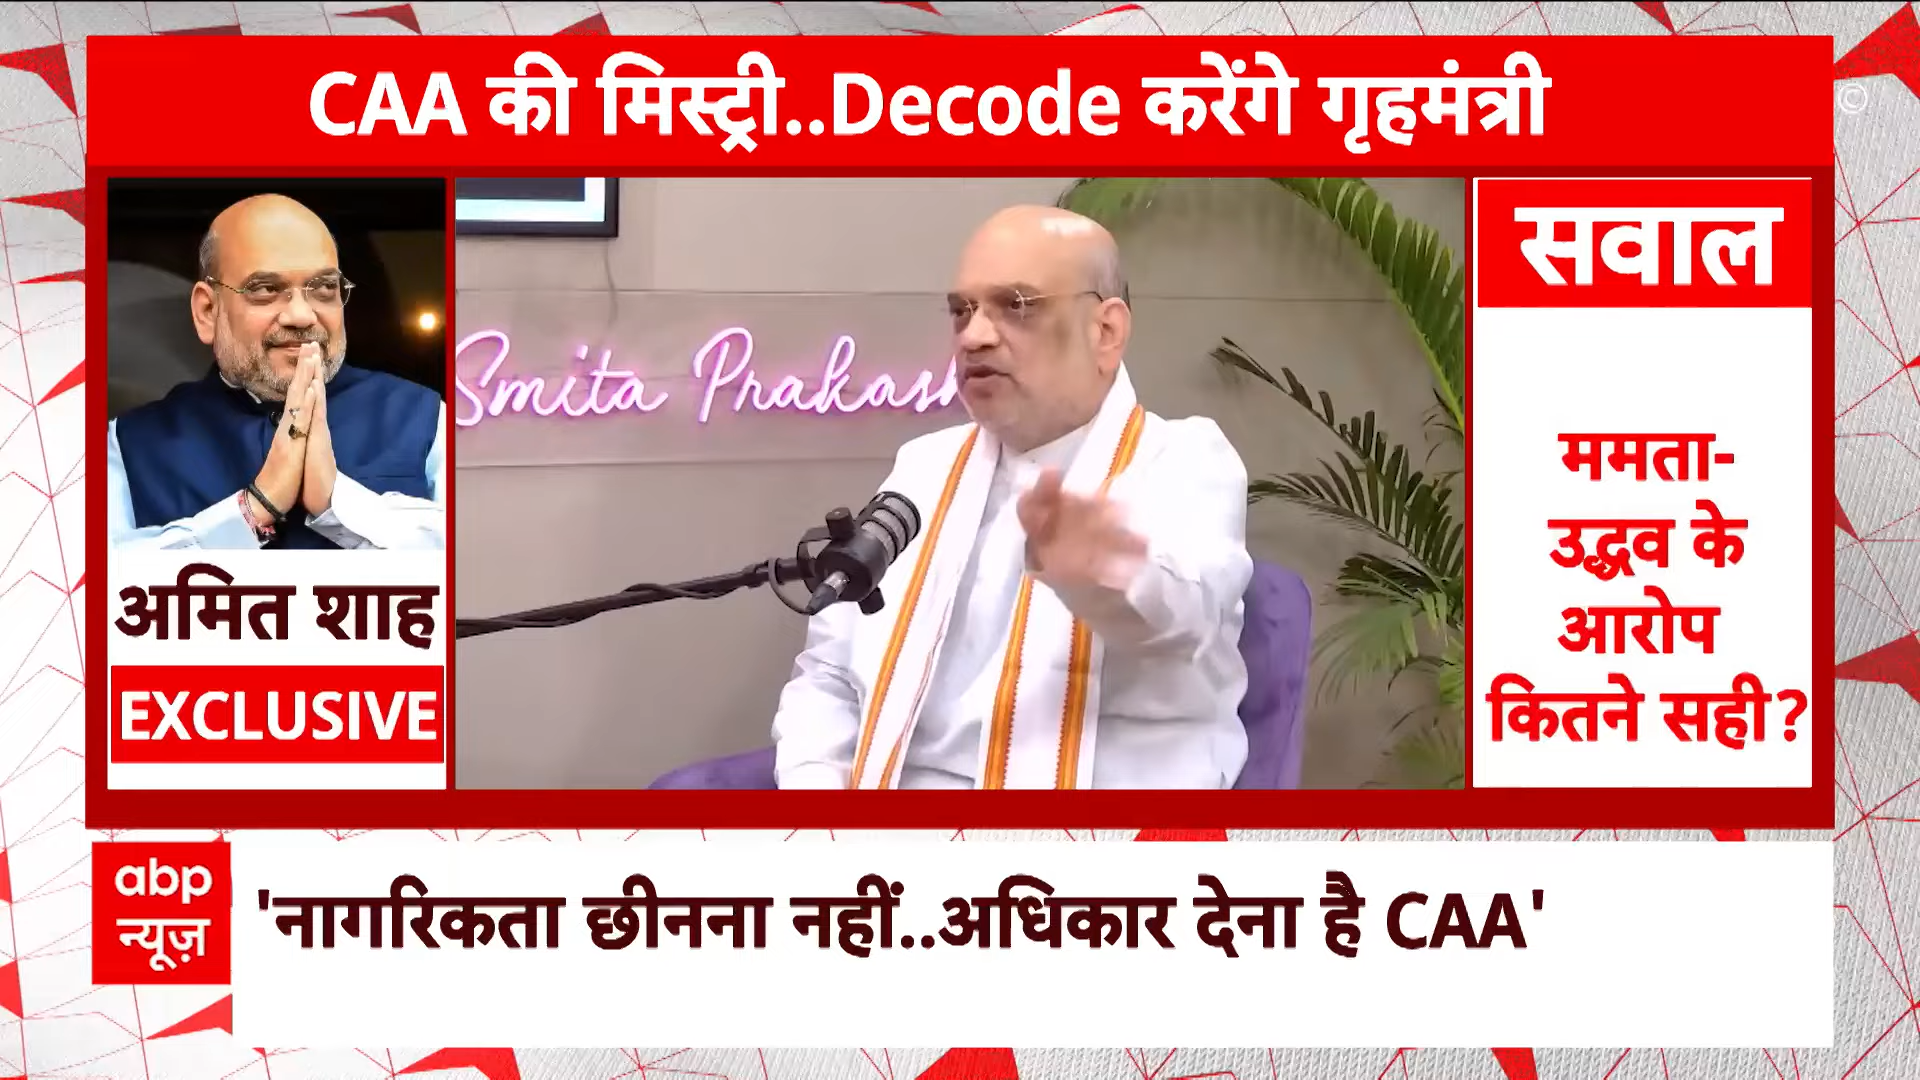 CAA की मिस्ट्री..Decode करेंगे गृहमंत्री
©
अमित शाह
EXCLUSIVE
Smita Prakash
सवाल
ममता-
उद्धव के
आरोप
कितने सही?
abp
न्यूज़
'नागरिकता छीनना नहीं..अधिकार देना है CAA'